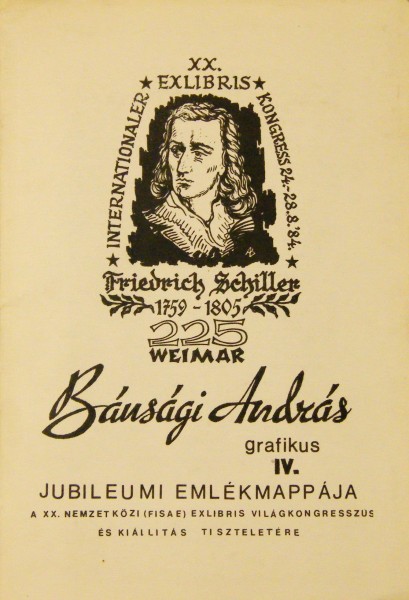 XX.
★ EXLIBRIS ★
★ INTERNATIONALER
KONGRESS 24.-28.8.'84. ★
Friedrich Schiller
1759 - 1805
225
WEIMAR
Bánsági András
grafikus
IV.
JUBILEUMI EMLÉKMAPPÁJA
A XX. NEMZETKÖZI (FISAE) EXLIBRIS VILÁGKONGRESSZUS
ÉS KIÁLLITÁS TISZTELETÉRE